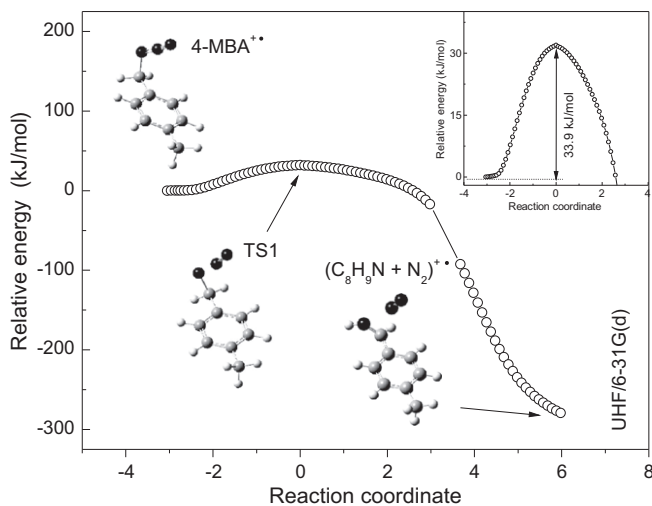 4-MBA⁺•
TS1
(C₈H₉N + N₂)⁺•
UHF/6-31G(d)
Relative energy (kJ/mol)
200
100
0
-100
-200
-300
-4
-2
0
2
4
6
8
Reaction coordinate
Relative energy (kJ/mol)
30
15
0
33.9 kJ/mol
-4
-2
0
2
4
Reaction coordinate